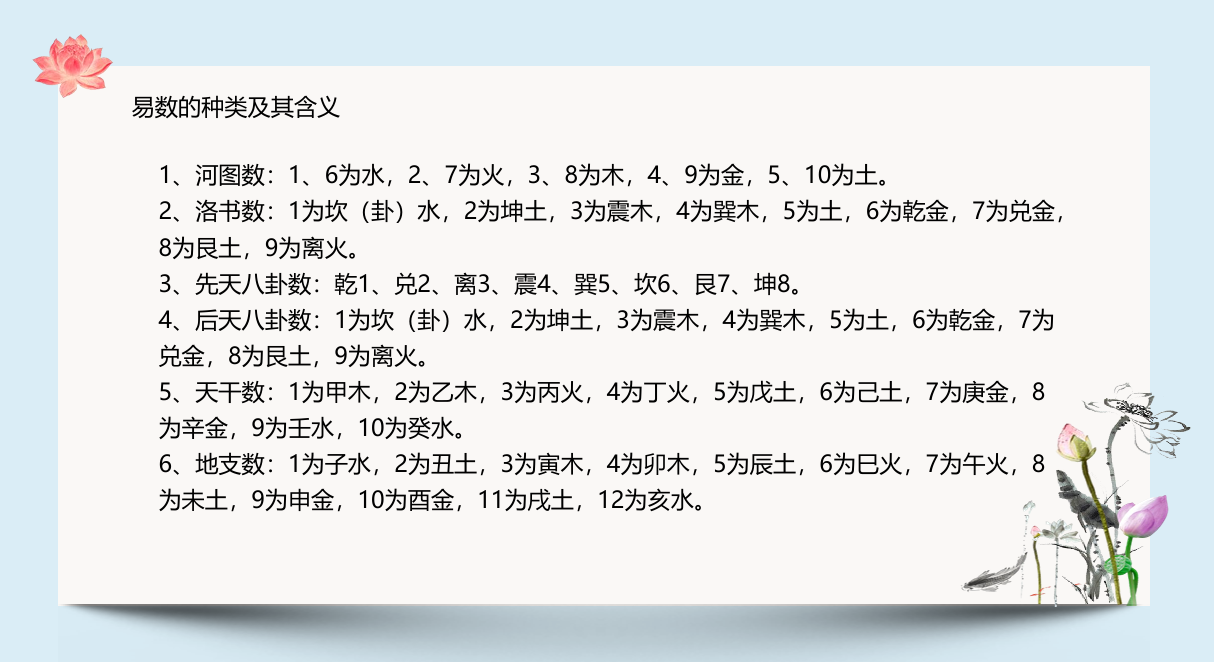 易数的种类及其含义
1、河图数：1、6为水，2、7为火，3、8为木，4、9为金，5、10为土。
2、洛书数：1为坎（卦）水，2为坤土，3为震木，4为巽木，5为土，6为乾金，7为兑金，
8为艮土，9为离火。
3、先天八卦数：乾1、兑2、离3、震4、巽5、坎6、艮7、坤8。
4、后天八卦数：1为坎（卦）水，2为坤土，3为震木，4为巽木，5为土，6为乾金，7为
兑金，8为艮土，9为离火。
5、天干数：1为甲木，2为乙木，3为丙火，4为丁火，5为戊土，6为己土，7为庚金，8
为辛金，9为壬水，10为癸水。
6、地支数：1为子水，2为丑土，3为寅木，4为卯木，5为辰土，6为巳火，7为午火，8
为未土，9为申金，10为酉金，11为戌土，12为亥水。